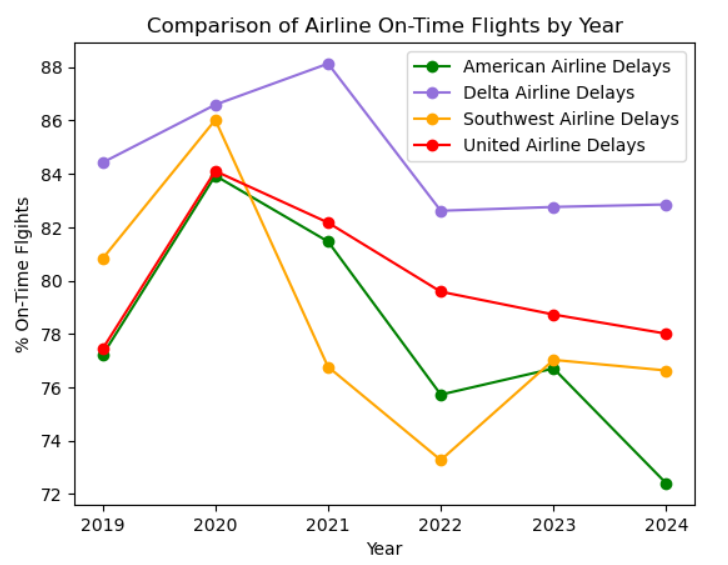 Comparison of Airline On-Time Flights by Year
American Airline Delays
Delta Airline Delays
Southwest Airline Delays
United Airline Delays
% On-Time Flgihts
88
86
84
82
80
78
76
74
72
2019 2020 2021 2022 2023 2024
Year